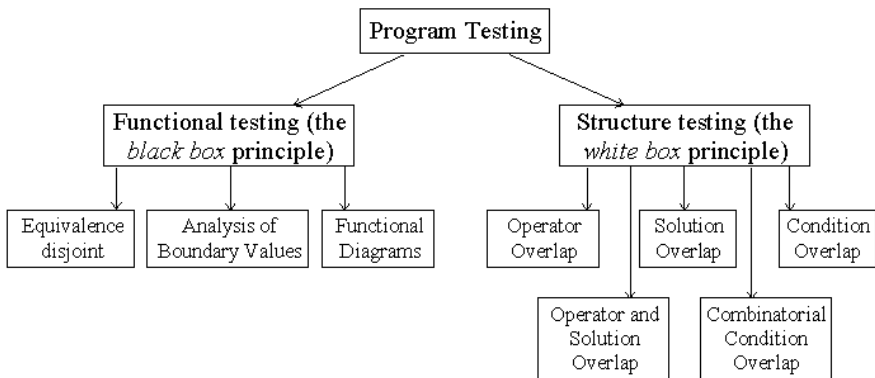 Program Testing
Functional testing (the
black box principle)
Structure testing (the
white box principle)
Equivalence
disjoint
Analysis of
Boundary Values
Functional
Diagrams
Operator
Overlap
Solution
Overlap
Condition
Overlap
Operator and
Solution
Overlap
Combinatorial
Condition
Overlap